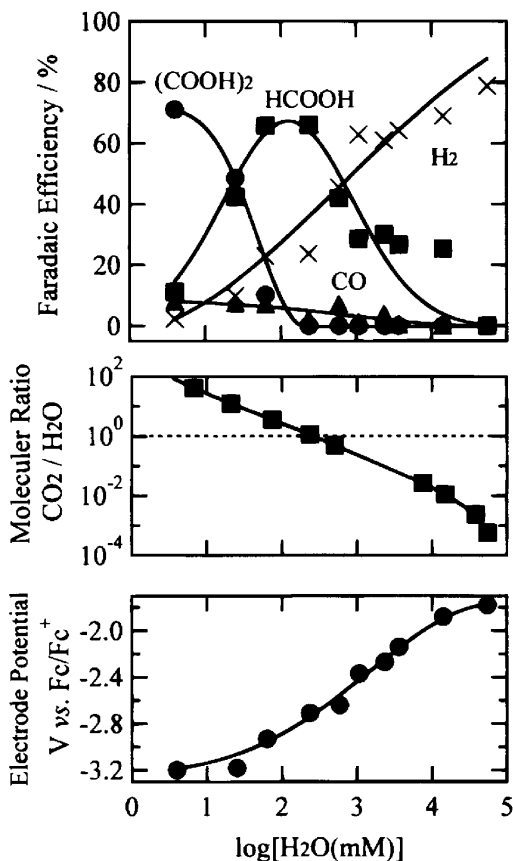 100
80
60
40
20
0
Faradaic Efficiency / %
(COOH)2
HCOOH
H2
CO
10^2
10^0
10^-2
10^-4
Moleculer Ratio
CO2 / H2O
-2.0
-2.4
-2.8
-3.2
Electrode Potential
V vs. Fc/Fc+
0 1 2 3 4 5
log[H2O(mM)]